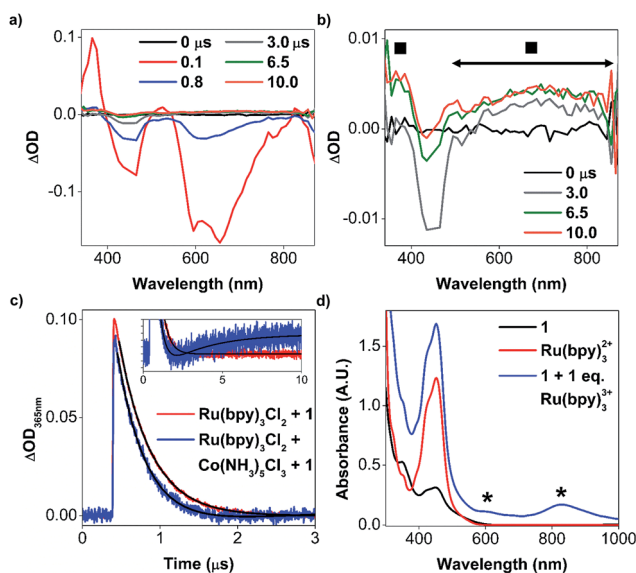 a)
0.1
0.0
-0.1
ΔOD
0 μs
0.1
0.8
3.0 μs
6.5
10.0
400
600
800
Wavelength (nm)
b)
0.01
0.00
-0.01
ΔOD
■
■
0 μs
3.0
6.5
10.0
400
600
800
Wavelength (nm)
c)
0.10
0.05
0.00
ΔOD365nm
0
5
10
Ru(bpy)3Cl2 + 1
Ru(bpy)3Cl2 +
Co(NH3)5Cl3 + 1
0
1
2
3
Time (μs)
d)
1.5
1.0
0.5
0.0
Absorbance (A.U.)
1
Ru(bpy)3 2+
1 + 1 eq.
Ru(bpy)3 3+
*
*
400
600
800
1000
Wavelength (nm)